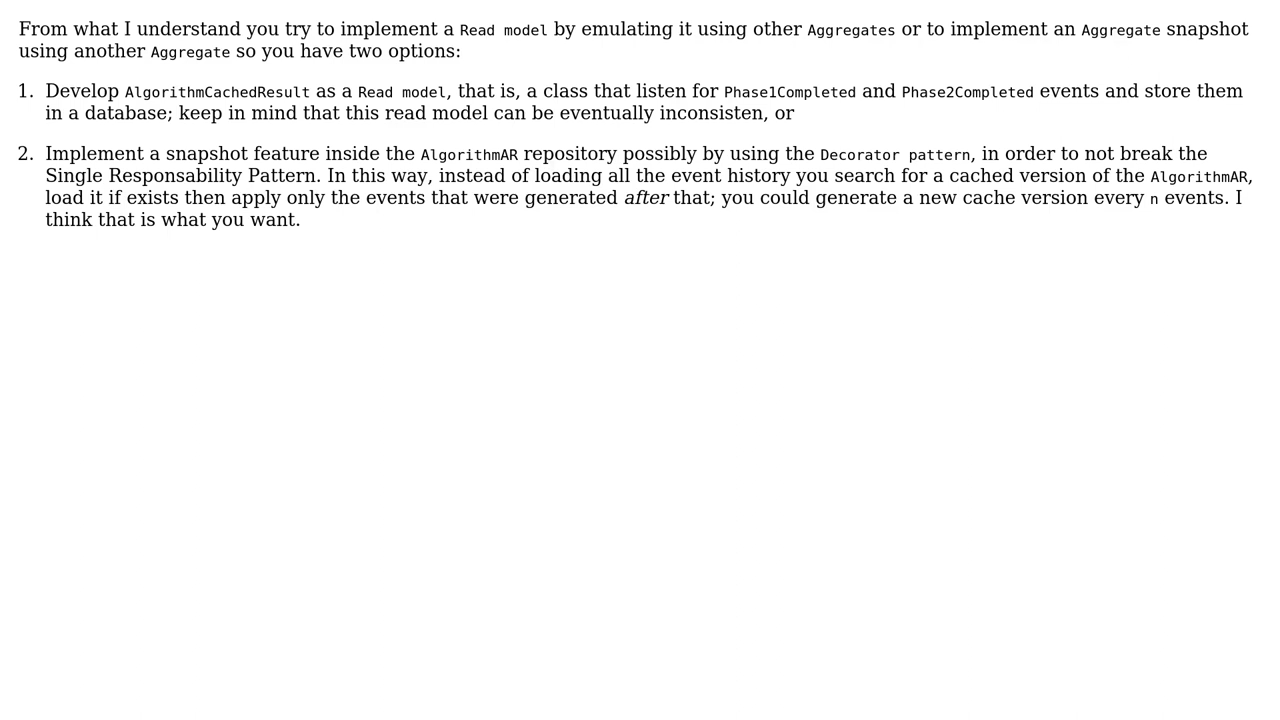 From what I understand you try to implement a Read model by emulating it using other Aggregates or to implement an Aggregate snapshot
using another Aggregate so you have two options:
1. Develop AlgorithmCachedResult as a Read model, that is, a class that listen for Phase1Completed and Phase2Completed events and store them
in a database; keep in mind that this read model can be eventually inconsisten, or
2. Implement a snapshot feature inside the AlgorithmAR repository possibly by using the Decorator pattern, in order to not break the
Single Responsability Pattern. In this way, instead of loading all the event history you search for a cached version of the AlgorithmAR,
load it if exists then apply only the events that were generated after that; you could generate a new cache version every n events. I
think that is what you want.